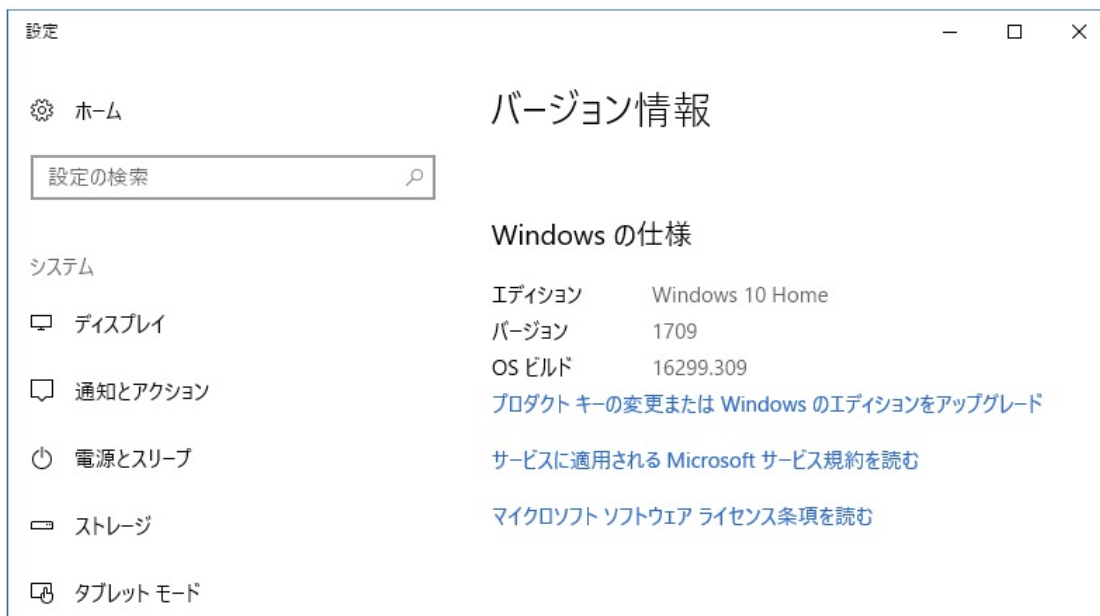 設定
ホーム
設定の検索
システム
ディスプレイ
通知とアクション
電源とスリープ
ストレージ
タブレット モード
バージョン情報
Windows の仕様
エディション Windows 10 Home
バージョン 1709
OS ビルド 16299.309
プロダクト キーの変更または Windows のエディションをアップグレード
サービスに適用される Microsoft サービス規約を読む
マイクロソフト ソフトウェア ライセンス条項を読む